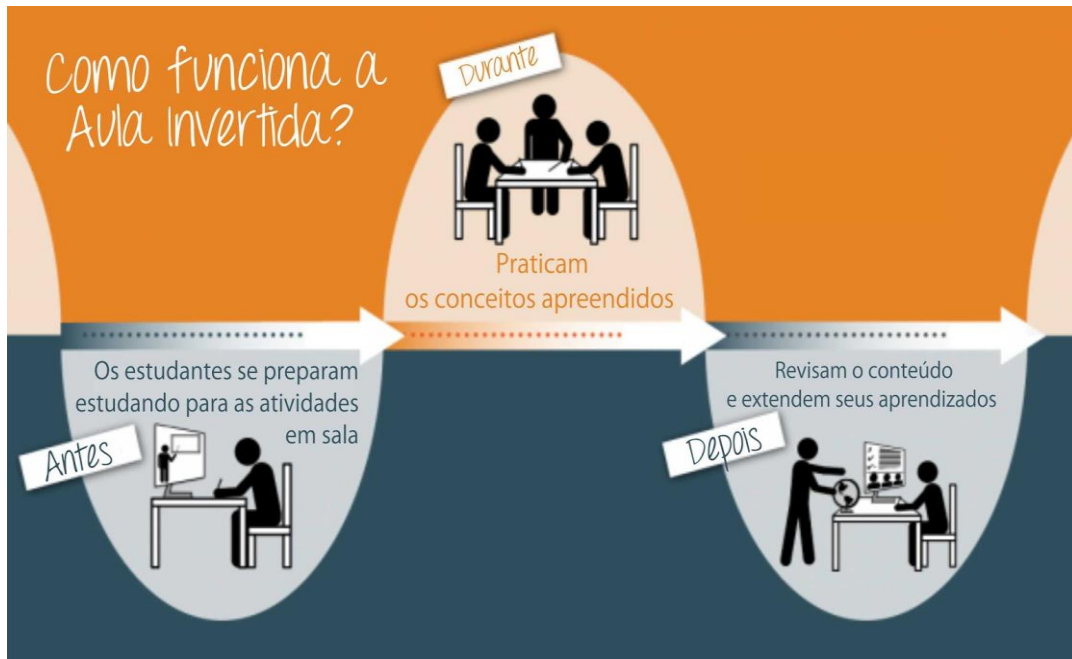 Como funciona a
Aula Invertida?
Durante
Praticam
os conceitos apreendidos
Os estudantes se preparam
estudando para as atividades
em sala
Antes
Revisam o conteúdo
e extendem seus aprendizados
Depois